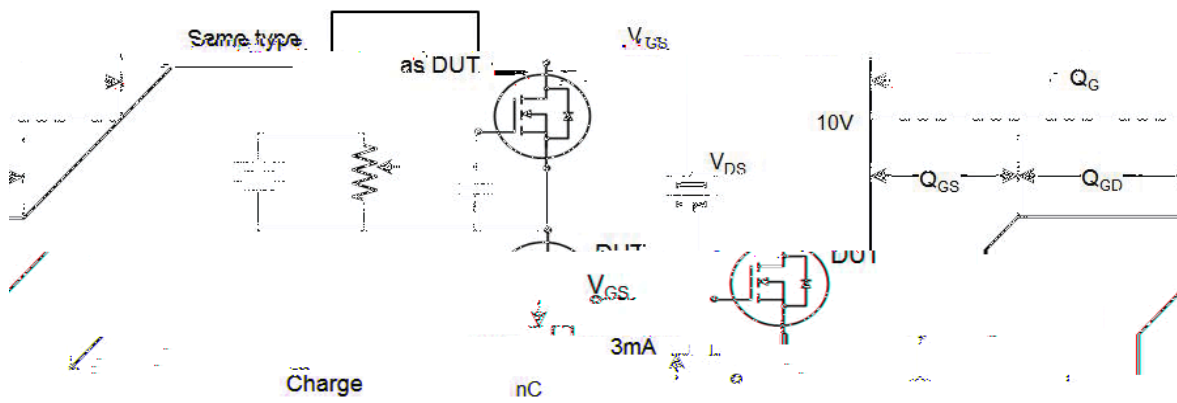 Same type
as DUT
V_GS
Q_G
10V
V_DS
Q_GS
Q_GD
DUT
DUT
V_GS
3mA
Charge
nC